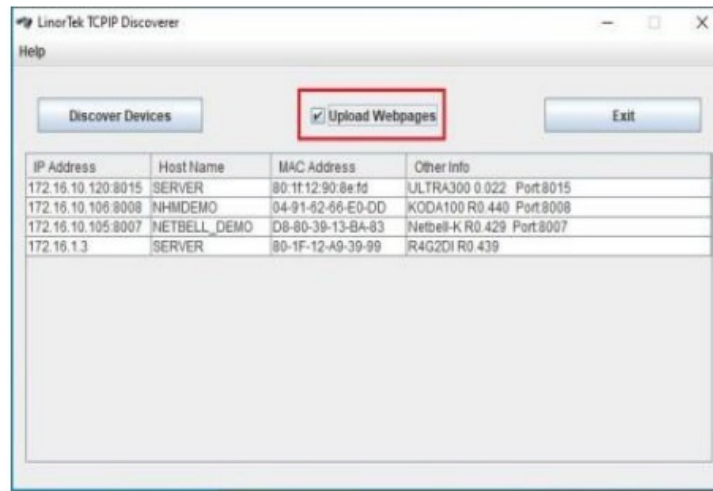 LinorTek TCPIP Discoverer
Help
Discover Devices Upload Webpages Exit
IP Address Host Name MAC Address Other Info
172.16.10.120:8015 SERVER 80:1f:12:90:8e:fd ULTRA300 0.022 Port:8015
172.16.10.106:8008 NHMDEMO 04-91-62-66-E0-DD KODA100 R0.440 Port:8008
172.16.10.105:8007 NETBELL_DEMO D8-80-39-13-BA-83 Netbell-K R0.429 Port:8007
172.16.1.3 SERVER 80-1F-12-A9-39-99 R4G2DI R0.439